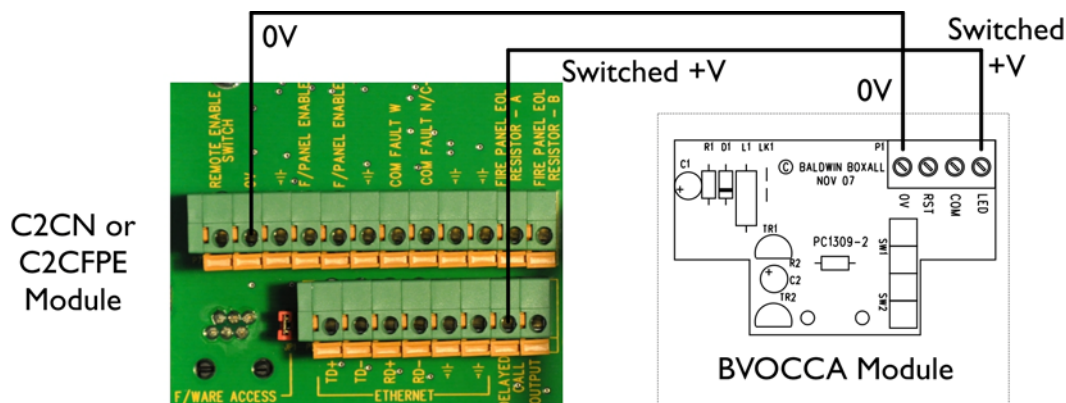 0V
Switched +V
Switched
+V
0V
C2CN or
C2CFPE
Module
REMOTE ENABLE
SWITCH
0V
F/PANEL ENABLE
F/PANEL ENABLE
COM FAULT W
COM FAULT N/C
FIRE PANEL EOL
RESISTOR - A
FIRE PANEL EOL
RESISTOR - B
F/WARE ACCESS
TD+
TD-
RD+
RD-
ETHERNET
DELAYED
CALL
OUTPUT
R1 D1 L1 LK1
C1
P1
© BALDWIN BOXALL
NOV 07
0V
RST
COM
LED
TR1
R2
C2
TR2
PC1309-2
SW1
SW2
BVOCCA Module